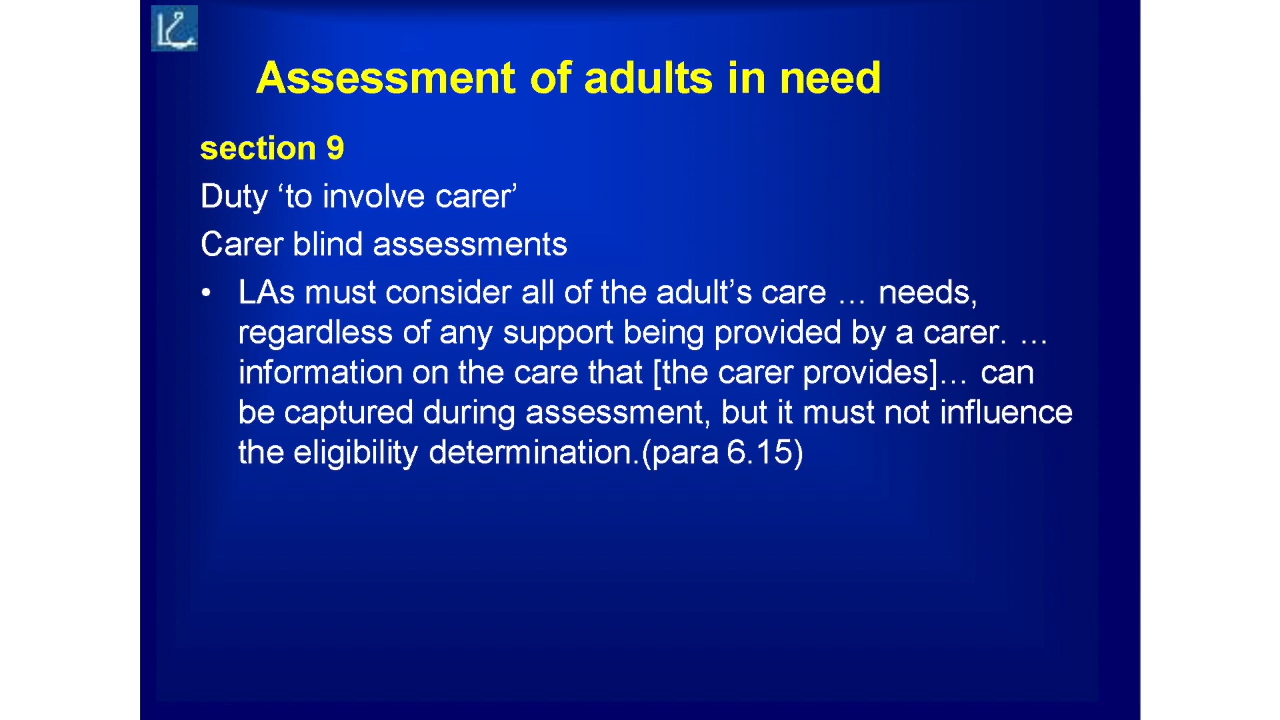 Assessment of adults in need
section 9
Duty ‘to involve carer’
Carer blind assessments
• LAs must consider all of the adult’s care … needs,
regardless of any support being provided by a carer. …
information on the care that [the carer provides]… can
be captured during assessment, but it must not influence
the eligibility determination.(para 6.15)